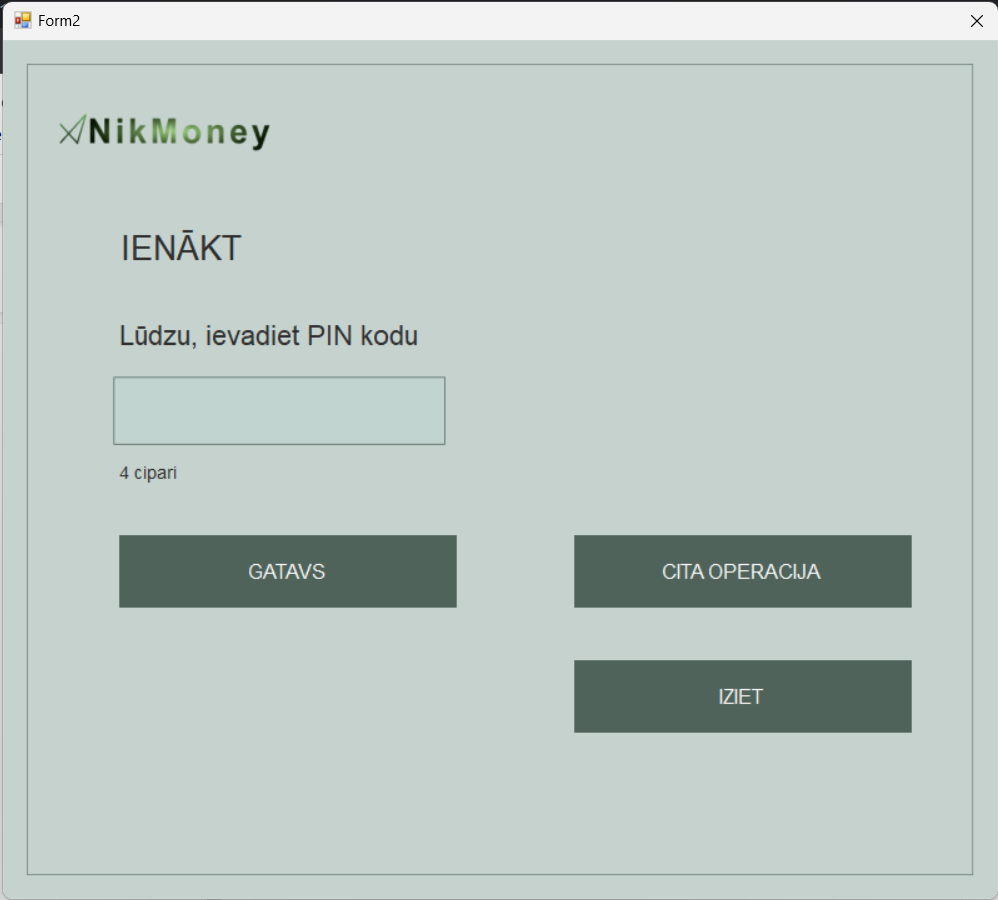 Form2
NikMoney
IENĀKT
Lūdzu, ievadiet PIN kodu
4 cipari
GATAVS
CITA OPERACIJA
IZIET